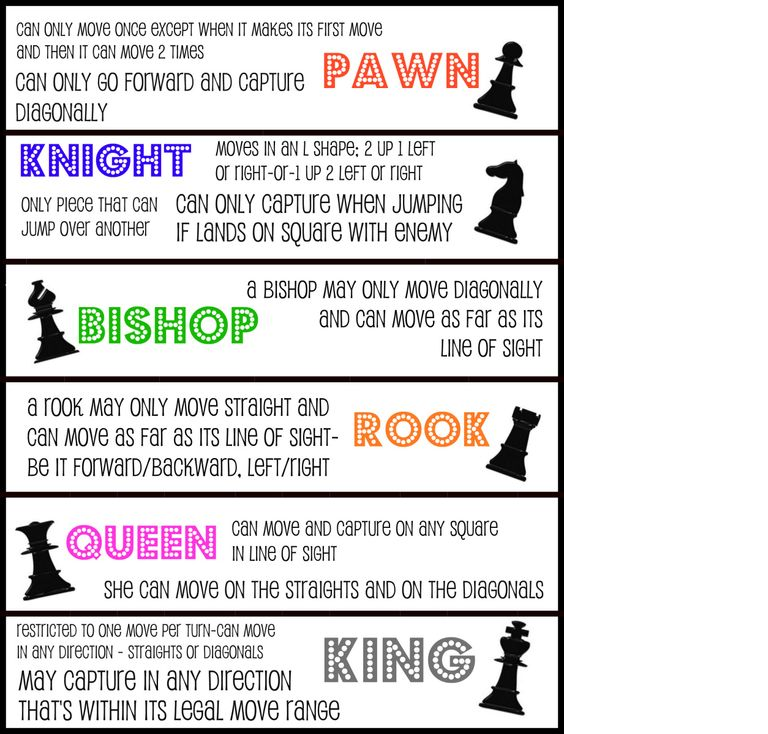 CAN ONLY MOVE ONCE EXCEPT WHEN IT MAKES ITS FIRST MOVE
AND THEN IT CAN MOVE 2 TIMES
CAN ONLY GO FORWARD AND CAPTURE
DIAGONALLY
PAWN
KNIGHT
MOVES IN AN L SHAPE; 2 UP 1 LEFT
OR RIGHT-OR-1 UP 2 LEFT OR RIGHT
ONLY PIECE THAT CAN
JUMP OVER ANOTHER
CAN ONLY CAPTURE WHEN JUMPING
IF LANDS ON SQUARE WITH ENEMY
BISHOP
A BISHOP MAY ONLY MOVE DIAGONALLY
AND CAN MOVE AS FAR AS ITS
LINE OF SIGHT
A ROOK MAY ONLY MOVE STRAIGHT AND
CAN MOVE AS FAR AS ITS LINE OF SIGHT-
BE IT FORWARD/BACKWARD, LEFT/RIGHT
ROOK
QUEEN
CAN MOVE AND CAPTURE ON ANY SQUARE
IN LINE OF SIGHT
SHE CAN MOVE ON THE STRAIGHTS AND ON THE DIAGONALS
RESTRICTED TO ONE MOVE PER TURN-CAN MOVE
IN ANY DIRECTION - STRAIGHTS OR DIAGONALS
MAY CAPTURE IN ANY DIRECTION
THAT'S WITHIN ITS LEGAL MOVE RANGE
KING